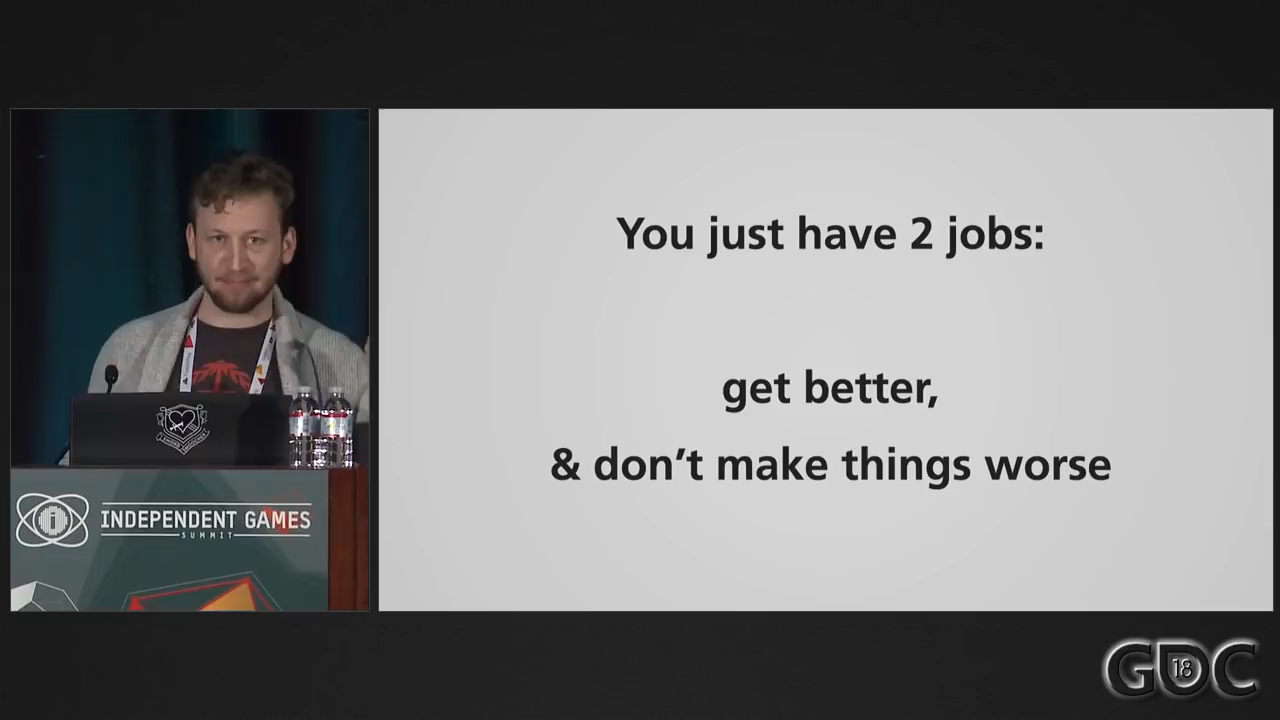 You just have 2 jobs:
get better,
& don't make things worse
INDEPENDENT GAMES
SUMMIT
GDC
18